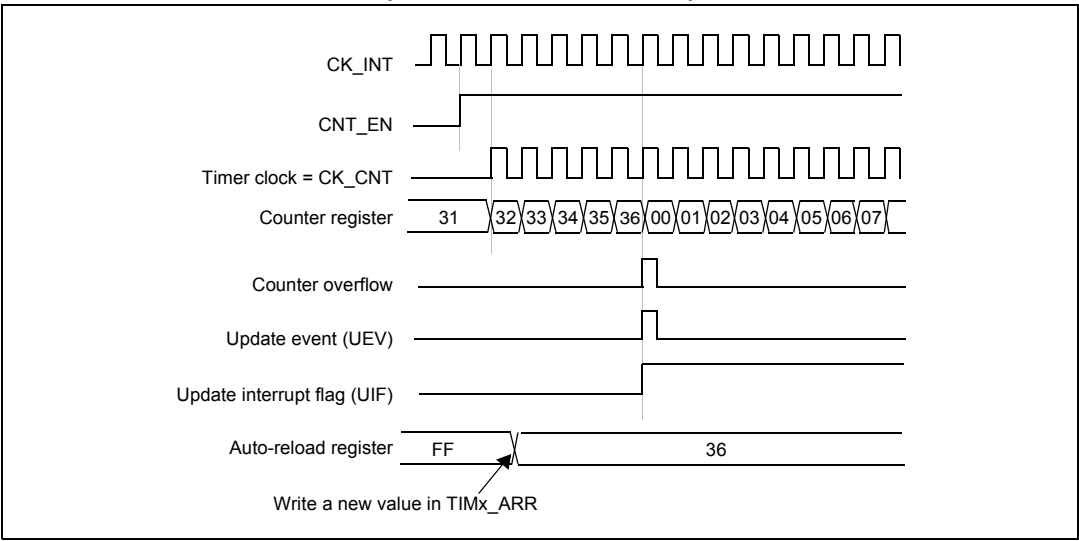 CK_INT
CNT_EN
Timer clock = CK_CNT
Counter register 31 32 33 34 35 36 00 01 02 03 04 05 06 07
Counter overflow
Update event (UEV)
Update interrupt flag (UIF)
Auto-reload register FF 36
Write a new value in TIMx_ARR